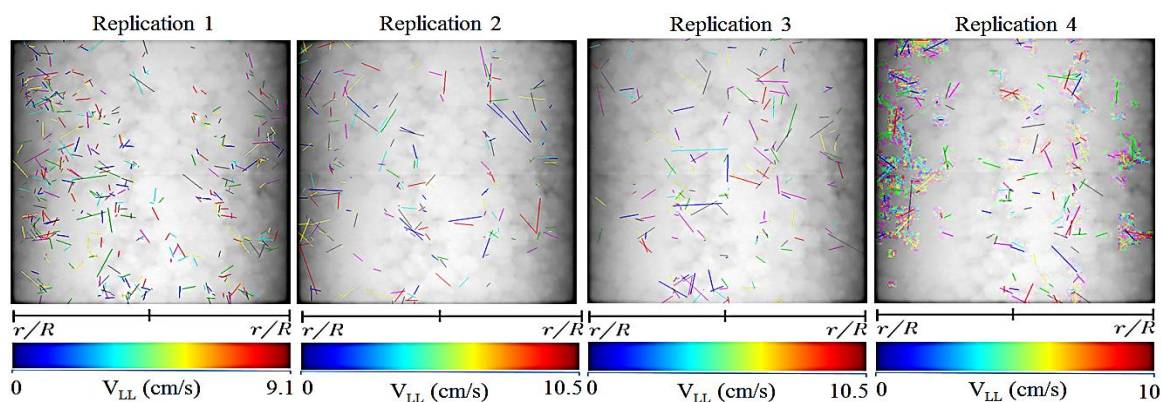 Replication 1
Replication 2
Replication 3
Replication 4
r/R r/R r/R r/R r/R r/R r/R r/R
0 V_LL (cm/s) 9.1
0 V_LL (cm/s) 10.5
0 V_LL (cm/s) 10.5
0 V_LL (cm/s) 10